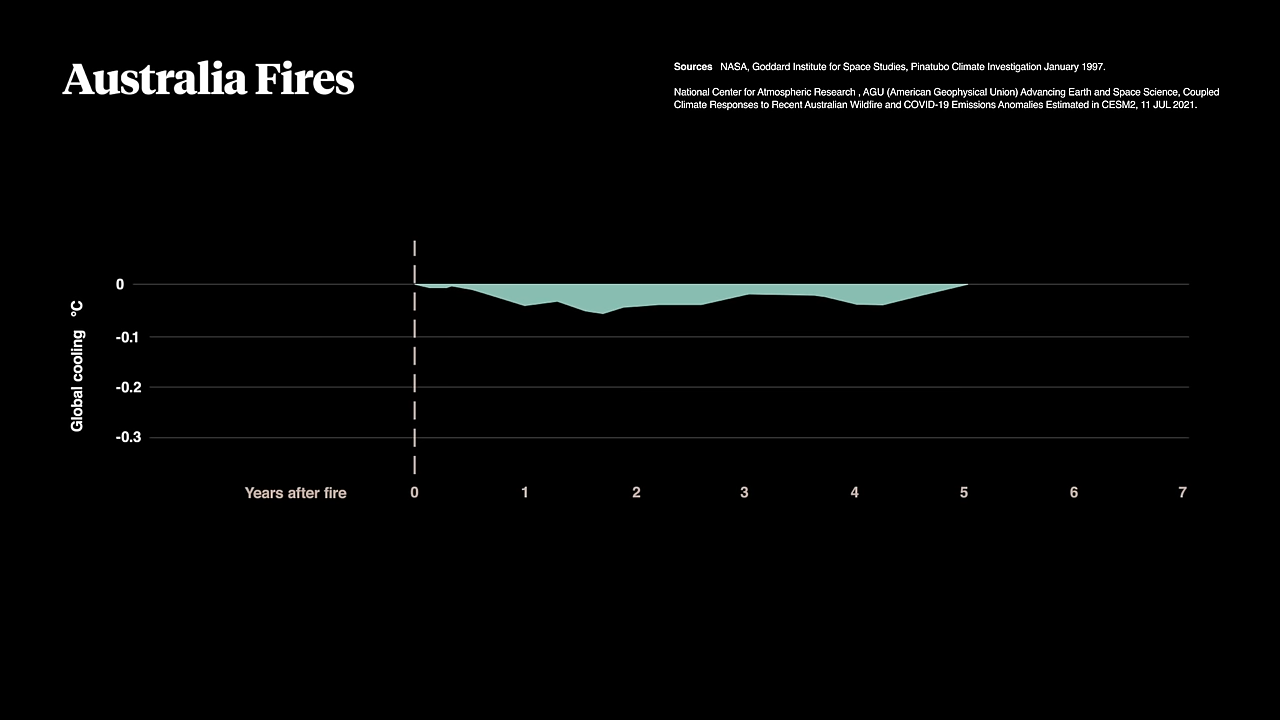 Australia Fires
Sources NASA, Goddard Institute for Space Studies, Pinatubo Climate Investigation January 1997.
National Center for Atmospheric Research , AGU (American Geophysical Union) Advancing Earth and Space Science, Coupled
Climate Responses to Recent Australian Wildfire and COVID-19 Emissions Anomalies Estimated in CESM2, 11 JUL 2021.
Global cooling °C
0
-0.1
-0.2
-0.3
Years after fire 0 1 2 3 4 5 6 7